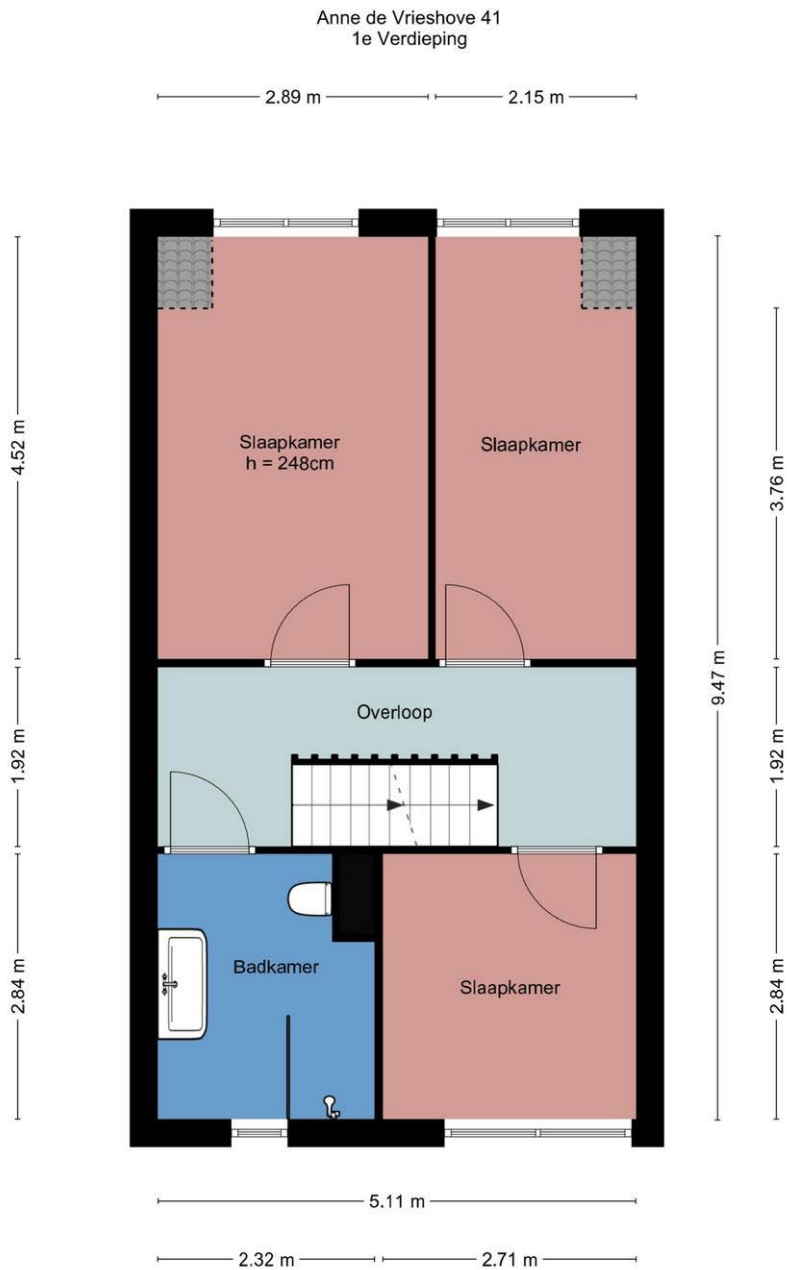 Anne de Vrieshove 41
1e Verdieping
2.89 m
2.15 m
4.52 m
3.76 m
Slaapkamer
h = 248cm
Slaapkamer
9.47 m
Overloop
1.92 m
1.92 m
Badkamer
Slaapkamer
2.84 m
2.84 m
5.11 m
2.32 m
2.71 m